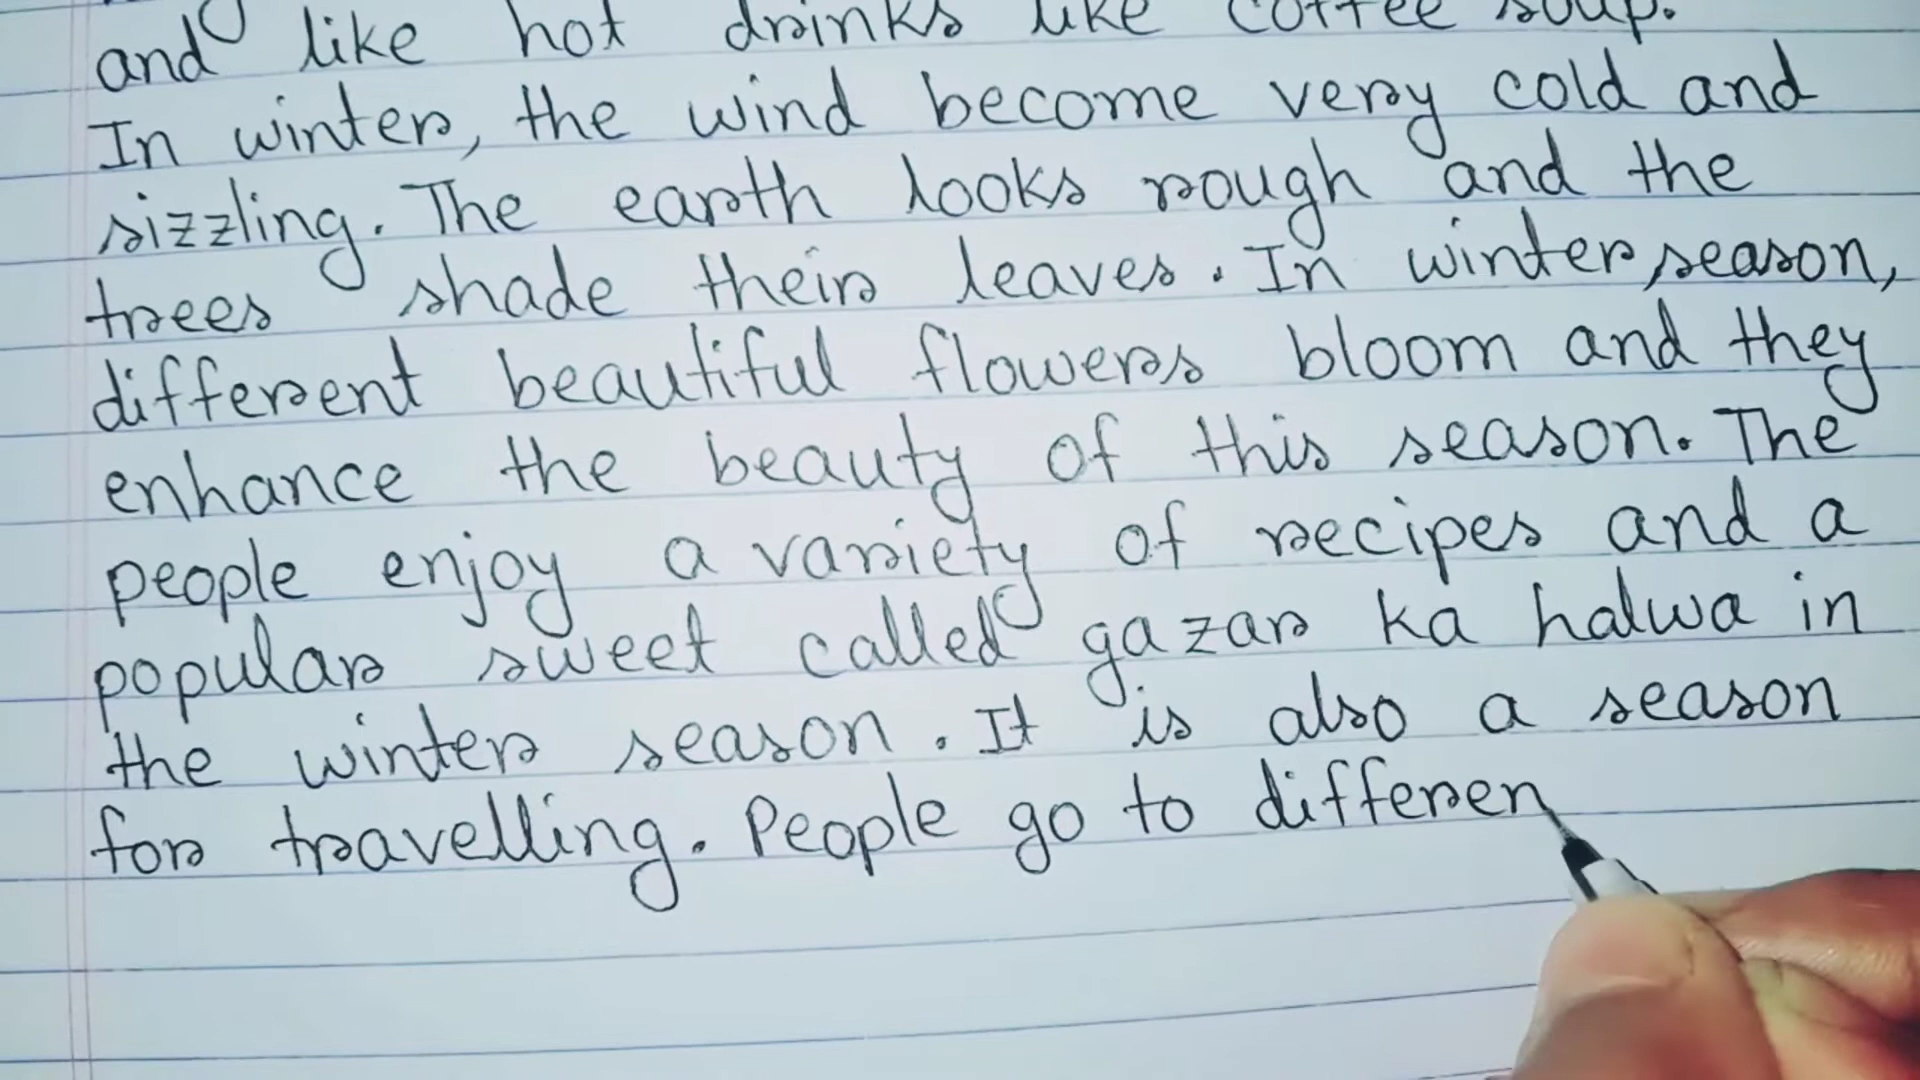 and like hot drinks like coffee soup.
In winter, the wind become very cold and
sizzling. The earth looks rough and the
trees shade their leaves. In winter season,
different beautiful flowers bloom and they
enhance the beauty of this season. The
people enjoy a variety of recipes and a
popular sweet called gazar ka halwa in
the winter season. It is also a season
for travelling. People go to differen